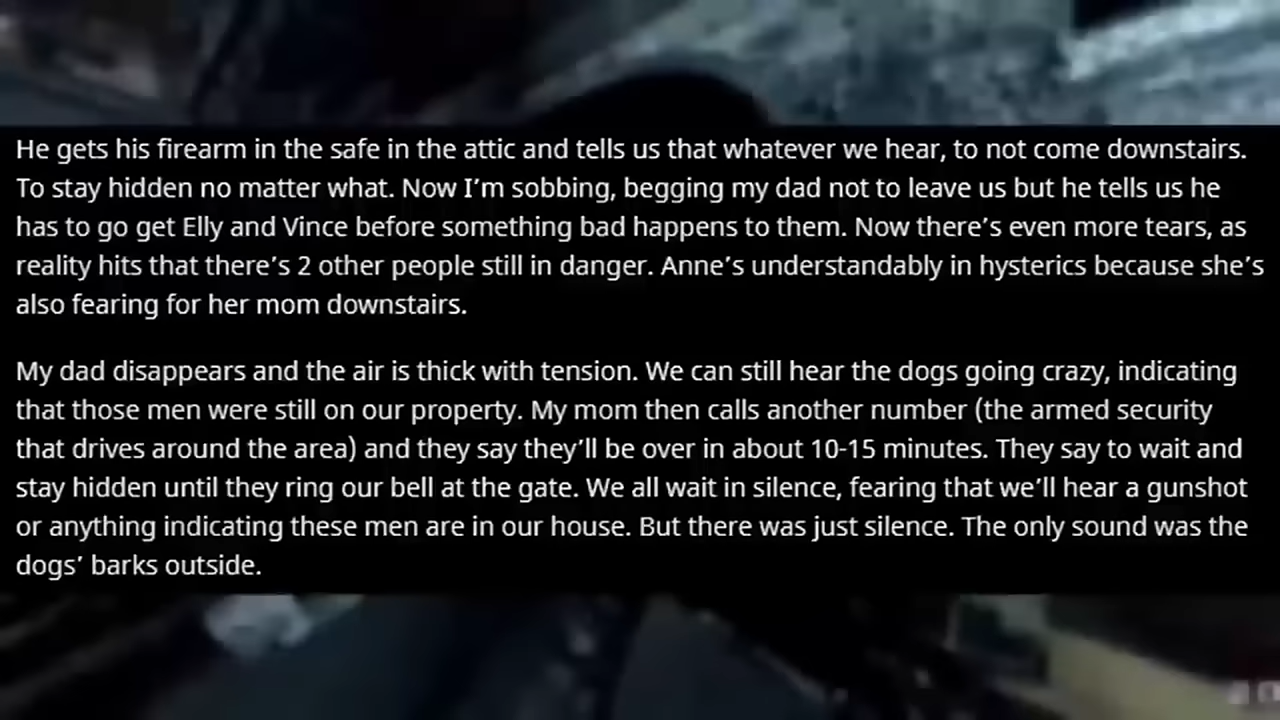 He gets his firearm in the safe in the attic and tells us that whatever we hear, to not come downstairs.
To stay hidden no matter what. Now I’m sobbing, begging my dad not to leave us but he tells us he
has to go get Elly and Vince before something bad happens to them. Now there’s even more tears, as
reality hits that there’s 2 other people still in danger. Anne’s understandably in hysterics because she’s
also fearing for her mom downstairs.
My dad disappears and the air is thick with tension. We can still hear the dogs going crazy, indicating
that those men were still on our property. My mom then calls another number (the armed security
that drives around the area) and they say they’ll be over in about 10-15 minutes. They say to wait and
stay hidden until they ring our bell at the gate. We all wait in silence, fearing that we’ll hear a gunshot
or anything indicating these men are in our house. But there was just silence. The only sound was the
dogs’ barks outside.